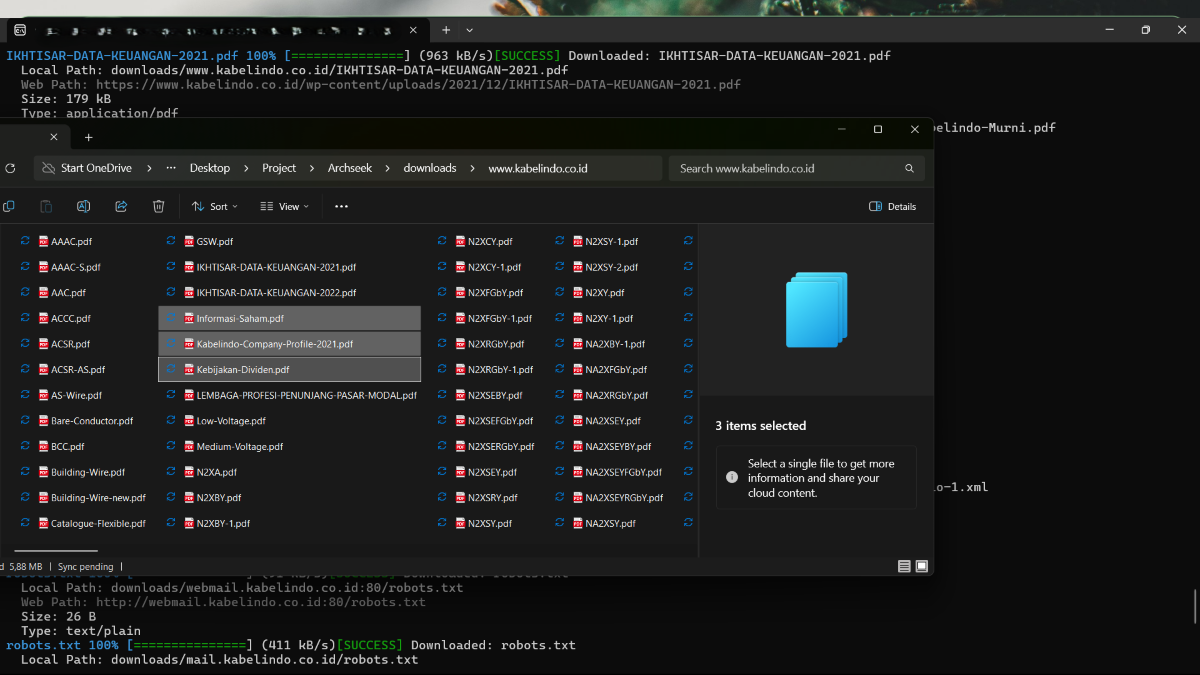 IKHTISAR-DATA-KEUANGAN-2021.pdf 100% [===============] (963 kB/s)[SUCCESS] Downloaded: IKHTISAR-DATA-KEUANGAN-2021.pdf
Local Path: downloads/www.kabelindo.co.id/IKHTISAR-DATA-KEUANGAN-2021.pdf
Web Path: https://www.kabelindo.co.id/wp-content/uploads/2021/12/IKHTISAR-DATA-KEUANGAN-2021.pdf
Size: 179 kB
Type: application/pdf
elindo-Murni.pdf
Start OneDrive > ... Desktop > Project > Archseek > downloads > www.kabelindo.co.id
Search www.kabelindo.co.id
Sort
View
Details
AAAC.pdf
AAAC-S.pdf
AAC.pdf
ACCC.pdf
ACSR.pdf
ACSR-AS.pdf
AS-Wire.pdf
Bare-Conductor.pdf
BCC.pdf
Building-Wire.pdf
Building-Wire-new.pdf
Catalogue-Flexible.pdf
GSW.pdf
IKHTISAR-DATA-KEUANGAN-2021.pdf
IKHTISAR-DATA-KEUANGAN-2022.pdf
Informasi-Saham.pdf
Kabelindo-Company-Profile-2021.pdf
Kebijakan-Dividen.pdf
LEMBAGA-PROFESI-PENUNJANG-PASAR-MODAL.pdf
Low-Voltage.pdf
Medium-Voltage.pdf
N2XA.pdf
N2XBY.pdf
N2XBY-1.pdf
N2XCY.pdf
N2XCY-1.pdf
N2XFGbY.pdf
N2XFGbY-1.pdf
N2XRGbY.pdf
N2XRGbY-1.pdf
N2XSEBY.pdf
N2XSEFGbY.pdf
N2XSERGbY.pdf
N2XSEY.pdf
N2XSRY.pdf
N2XSY.pdf
N2XSY-1.pdf
N2XSY-2.pdf
N2XY.pdf
N2XY-1.pdf
NA2XBY-1.pdf
NA2XFGbY.pdf
NA2XRGbY.pdf
NA2XSEY.pdf
NA2XSEYBY.pdf
NA2XSEYFGbY.pdf
NA2XSEYRGbY.pdf
NA2XSY.pdf
3 items selected
Select a single file to get more
information and share your
cloud content.
o-1.xml
d 5,88 MB | Sync pending |
Local Path: downloads/webmail.kabelindo.co.id:80/robots.txt
Web Path: http://webmail.kabelindo.co.id:80/robots.txt
Size: 26 B
Type: text/plain
robots.txt 100% [===============] (411 kB/s)[SUCCESS] Downloaded: robots.txt
Local Path: downloads/mail.kabelindo.co.id/robots.txt